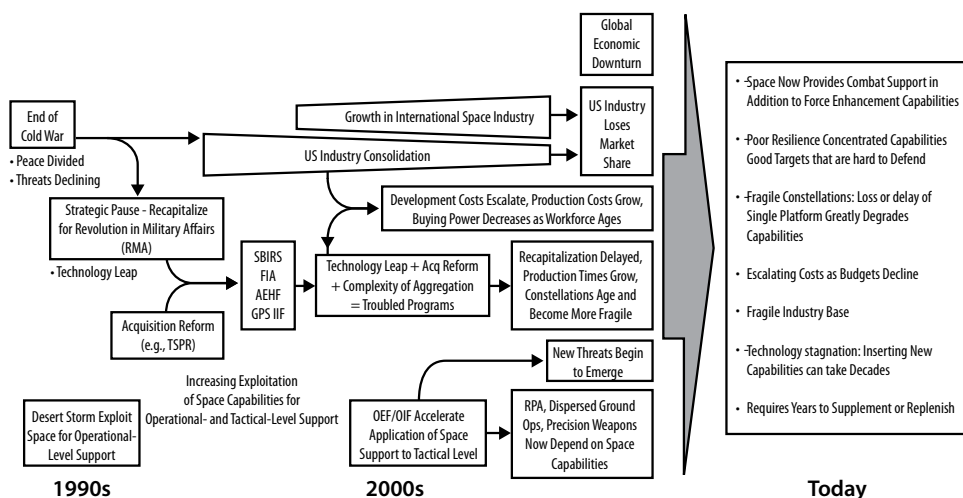 Global
Economic
Downturn
End of
Cold War
• Peace Divided
• Threats Declining
Growth in International Space Industry
US Industry Consolidation
US Industry
Loses
Market
Share
Strategic Pause - Recapitalize
for Revolution in Military Affairs
(RMA)
• Technology Leap
Development Costs Escalate, Production Costs Grow,
Buying Power Decreases as Workforce Ages
SBIRS
FIA
AEHF
GPS IIF
Technology Leap + Acq Reform
+ Complexity of Aggregation
= Troubled Programs
Recapitalization Delayed,
Production Times Grow,
Constellations Age and
Become More Fragile
Acquisition Reform
(e.g., TSPR)
Increasing Exploitation
of Space Capabilities for
Operational- and Tactical-Level Support
New Threats Begin
to Emerge
Desert Storm Exploit
Space for Operational-
Level Support
OEF/OIF Accelerate
Application of Space
Support to Tactical Level
RPA, Dispersed Ground
Ops, Precision Weapons
Now Depend on Space
Capabilities
• -Space Now Provides Combat Support in
Addition to Force Enhancement Capabilities
• -Poor Resilience Concentrated Capabilities
Good Targets that are hard to Defend
• -Fragile Constellations: Loss or delay of
Single Platform Greatly Degrades
Capabilities
• Escalating Costs as Budgets Decline
• Fragile Industry Base
• -Technology stagnation: Inserting New
Capabilities can take Decades
• Requires Years to Supplement or Replenish
1990s
2000s
Today